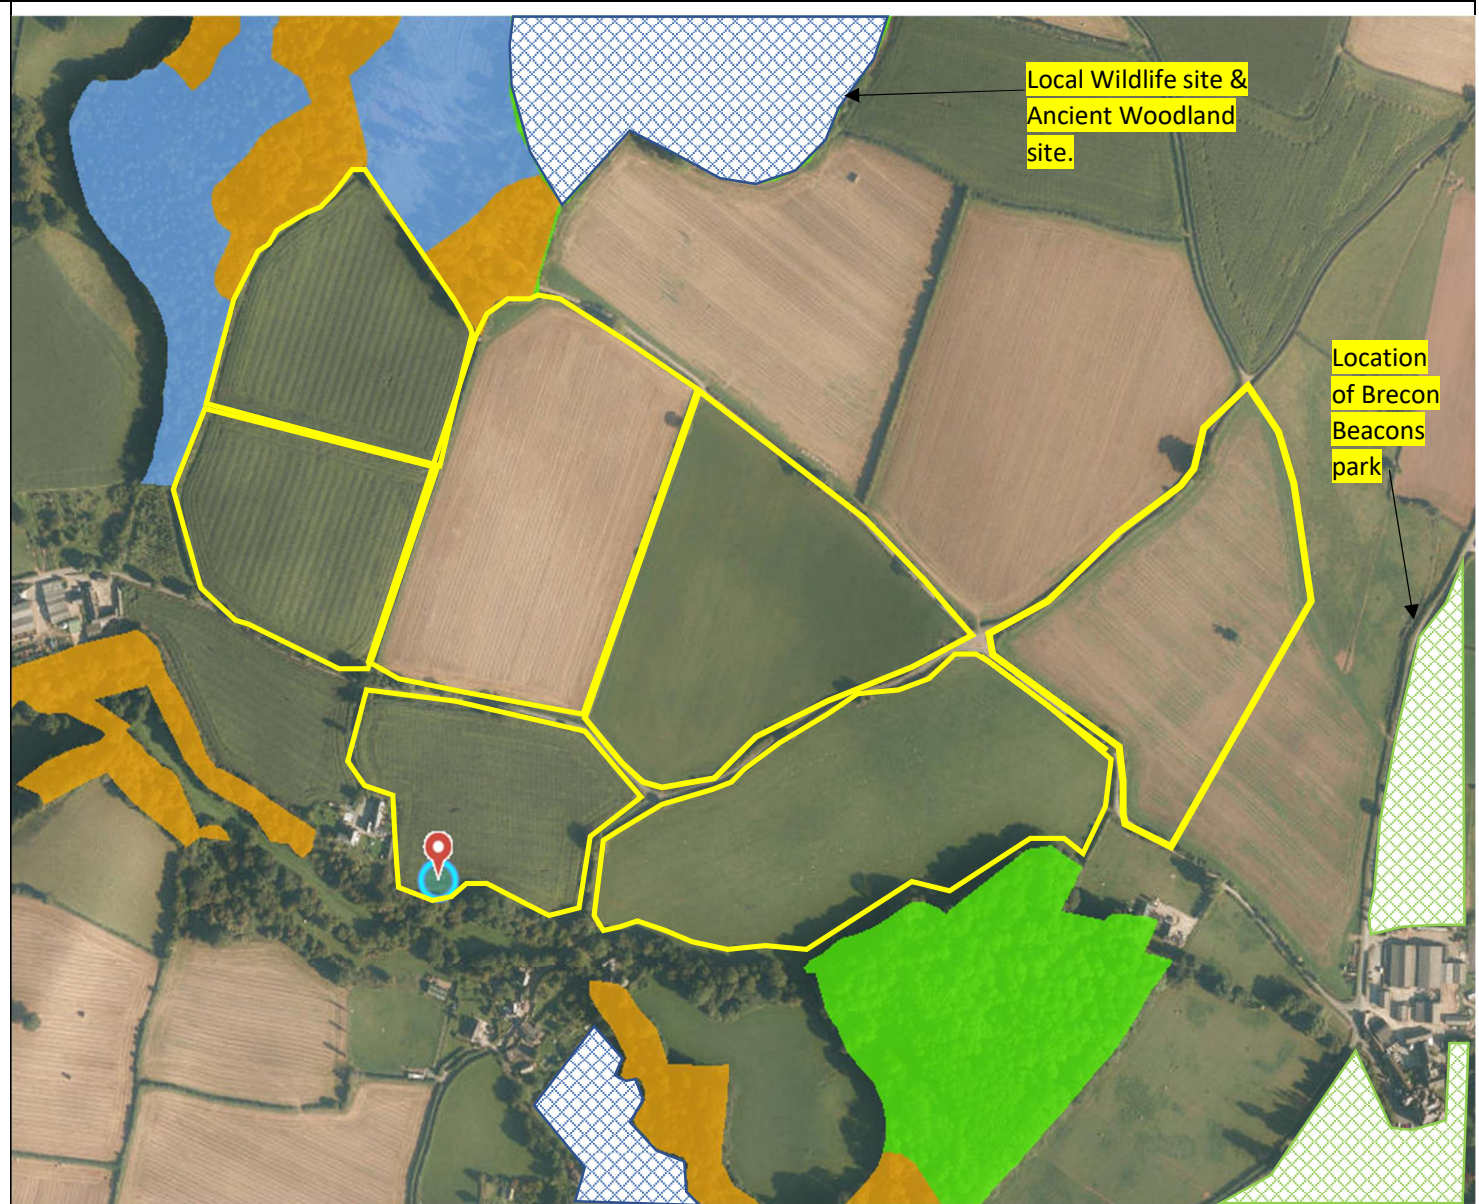 Local Wildlife site &
Ancient Woodland
site.
Location
of Brecon
Beacons
park